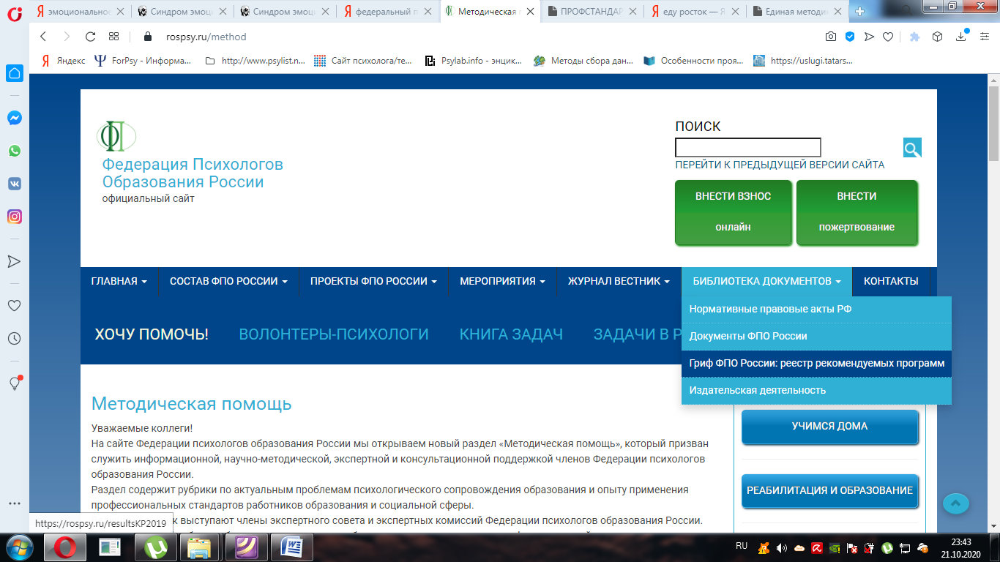 эмоциональное
Синдром эмоци
Синдром эмоци
федеральный п
Методическая п
ПРОФСТАНДАР
еду росток — Я
Единая методи
rospsy.ru/method
Яндекс
ForPsy - Информа...
http://www.psylist.n...
Сайт психолога/те...
Psylab.info - энцик...
Методы сбора дан...
Особенности проя...
https://uslugi.tatars...
Федерация Психологов
Образования России
официальный сайт
ПОИСК
ПЕРЕЙТИ К ПРЕДЫДУЩЕЙ ВЕРСИИ САЙТА
ВНЕСТИ ВЗНОС
онлайн
ВНЕСТИ
пожертвование
ГЛАВНАЯ
СОСТАВ ФПО РОССИИ
ПРОЕКТЫ ФПО РОССИИ
МЕРОПРИЯТИЯ
ЖУРНАЛ ВЕСТНИК
БИБЛИОТЕКА ДОКУМЕНТОВ
КОНТАКТЫ
Нормативные правовые акты РФ
Документы ФПО России
Гриф ФПО России: реестр рекомендуемых программ
Издательская деятельность
ХОЧУ ПОМОЧЬ!
ВОЛОНТЕРЫ-ПСИХОЛОГИ
КНИГА ЗАДАЧ
ЗАДАЧИ В Р
Методическая помощь
Уважаемые коллеги!
На сайте Федерации психологов образования России мы открываем новый раздел «Методическая помощь», который призван
служить информационной, научно-методической, экспертной и консультационной поддержкой членов Федерации психологов
образования России.
Раздел содержит рубрики по актуальным проблемам психологического сопровождения образования и опыту применения
профессиональных стандартов работников образования и социальной сферы.
к выступают члены экспертного совета и экспертных комиссий Федерации психологов образования России.
УЧИМСЯ ДОМА
РЕАБИЛИТАЦИЯ И ОБРАЗОВАНИЕ
https://rospsy.ru/resultsKP2019
RU
23:43
21.10.2020